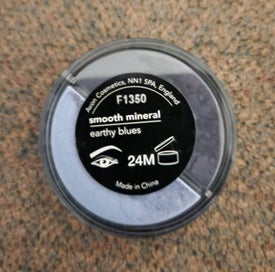 Avon Cosmetics, NN1 5PA, England
F1350
smooth mineral
earthy blues
24M
Made in China